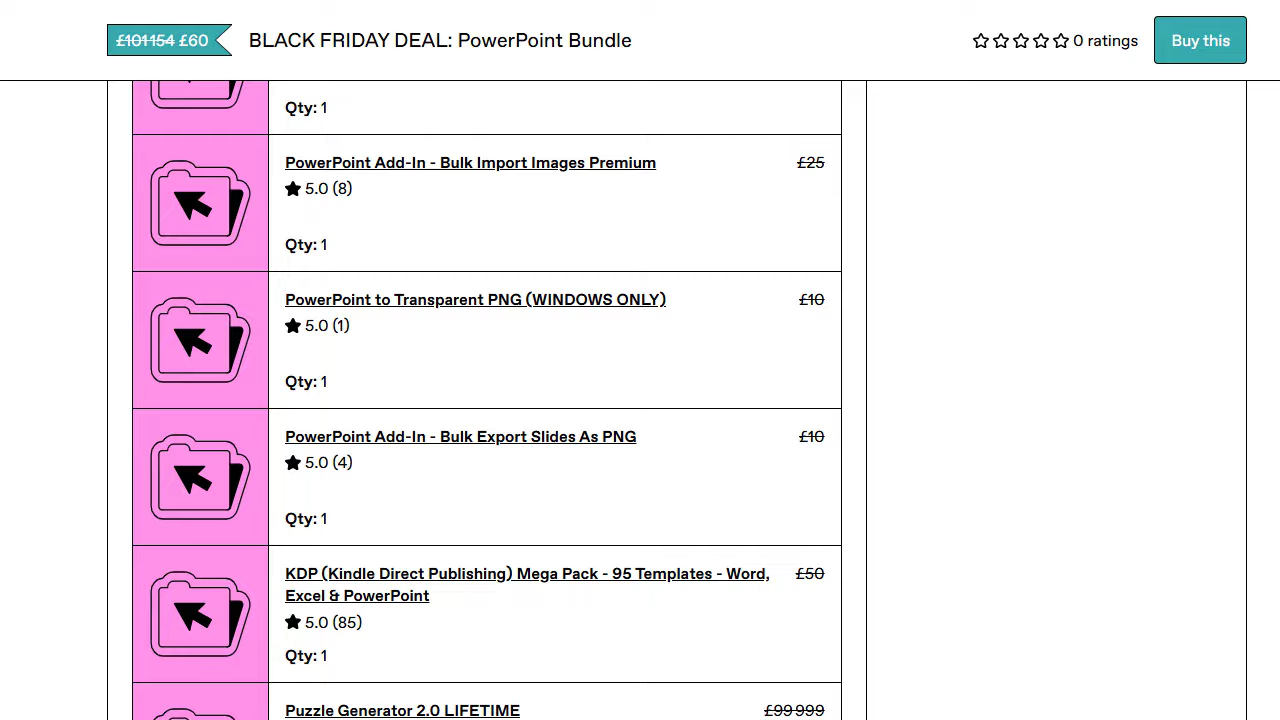 £101 154 £60
BLACK FRIDAY DEAL: PowerPoint Bundle
0 ratings
Buy this
Qty: 1
PowerPoint Add-In - Bulk Import Images Premium
£25
5.0 (8)
Qty: 1
PowerPoint to Transparent PNG (WINDOWS ONLY)
£10
5.0 (1)
Qty: 1
PowerPoint Add-In - Bulk Export Slides As PNG
£10
5.0 (4)
Qty: 1
KDP (Kindle Direct Publishing) Mega Pack - 95 Templates - Word,
£50
Excel & PowerPoint
5.0 (85)
Qty: 1
Puzzle Generator 2.0 LIFETIME
£99 999